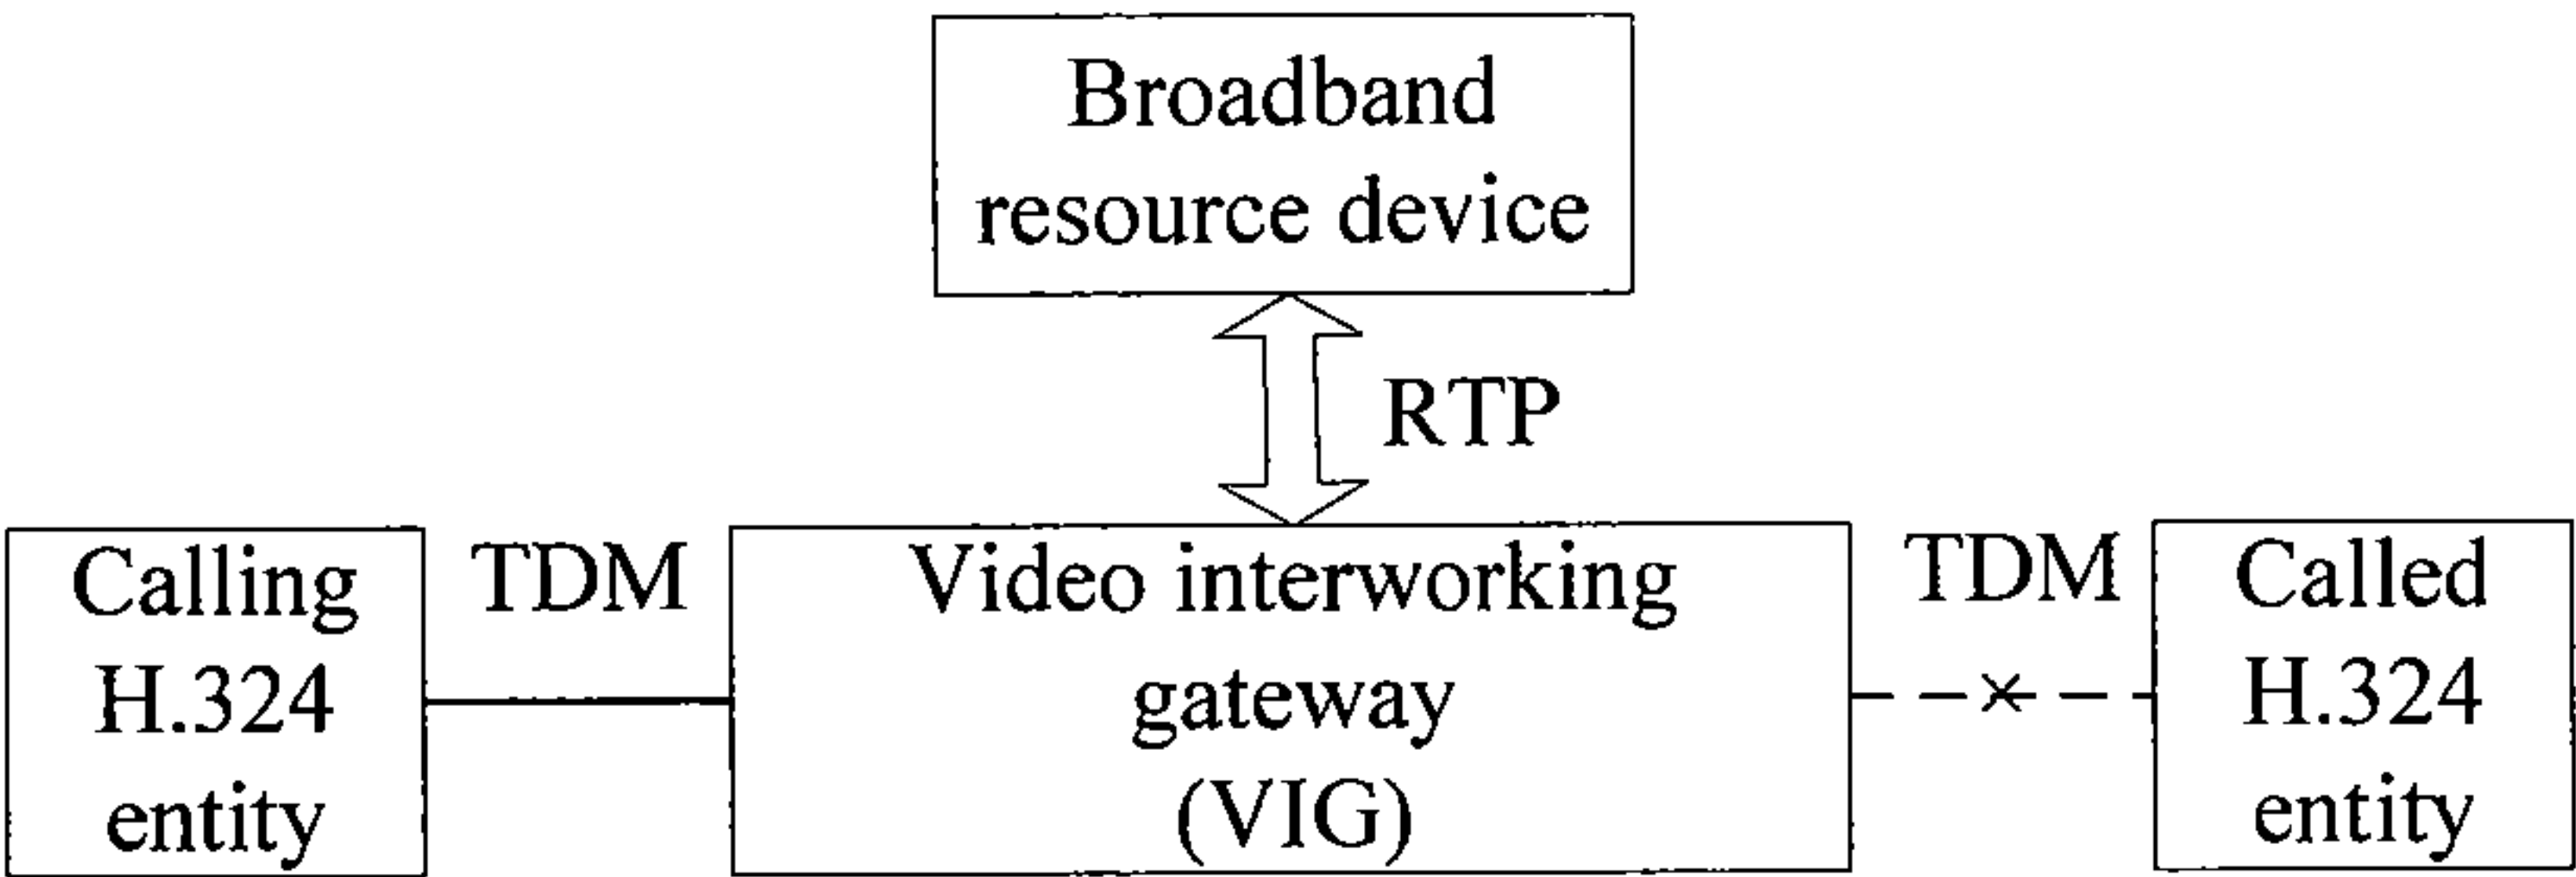 Broadband
resource device
RTP
Calling
H.324
entity
TDM
Video interworking
gateway
(VIG)
TDM
Called
H.324
entity